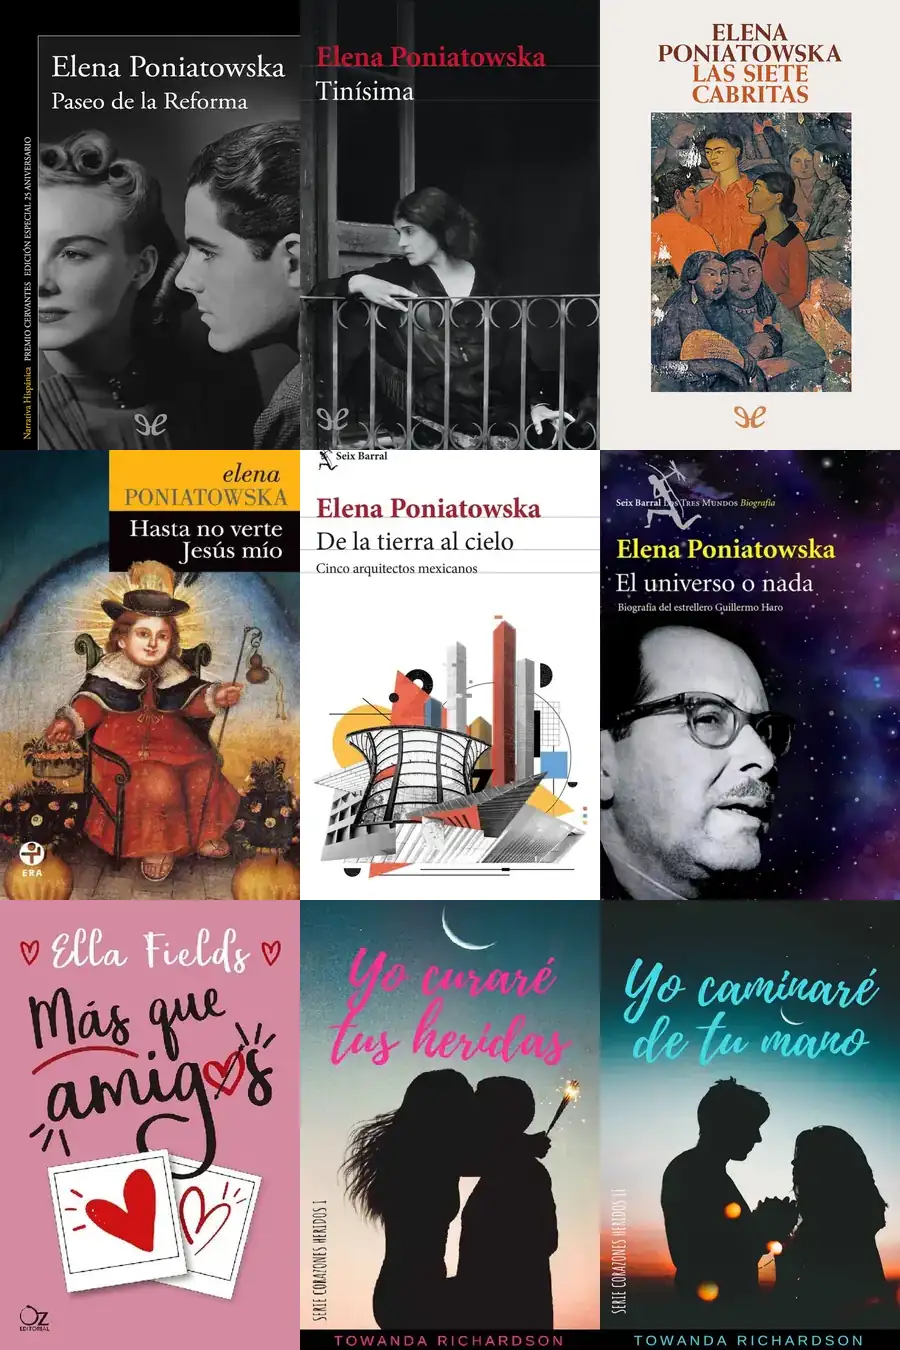 Elena Poniatowska
Paseo de la Reforma
Narrativa Hispánica PREMIO CERVANTES EDICIÓN ESPECIAL 25 ANIVERSARIO
Elena Poniatowska
Tinísima
ELENA
PONIATOWSKA
LAS SIETE
CABRITAS
elena
PONIATOWSKA
Hasta no verte
Jesús mío
ERA
Seix Barral
Elena Poniatowska
De la tierra al cielo
Cinco arquitectos mexicanos
Seix Barral Los Tres Mundos Biografía
Elena Poniatowska
El universo o nada
Biografía del estrellero Guillermo Haro
Ella Fields
Más que
amigos
Oz
EDITORIAL
Yo curaré
tus heridas
SERIE CORAZONES HERIDOS I
TOWANDA RICHARDSON
Yo caminaré
de tu mano
SERIE CORAZONES HERIDOS II
TOWANDA RICHARDSON